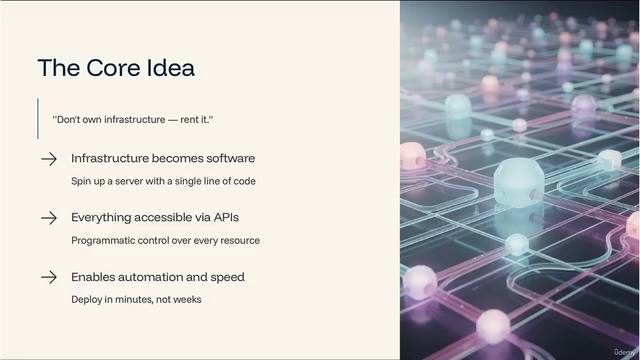 The Core Idea
"Don't own infrastructure — rent it."
Infrastructure becomes software
Spin up a server with a single line of code
Everything accessible via APIs
Programmatic control over every resource
Enables automation and speed
Deploy in minutes, not weeks
ûdemy